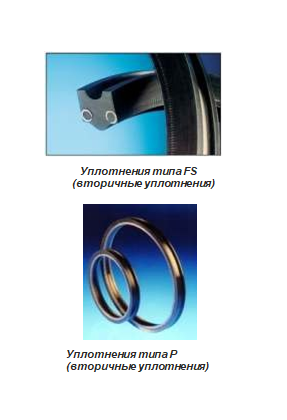 Уплотнения типа FS
(вторичные уплотнения)
Уплотнения типа P
(вторичные уплотнения)